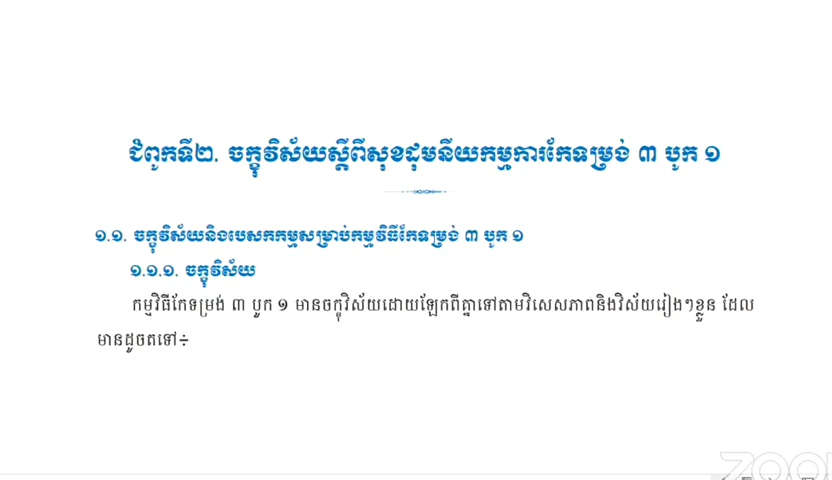 ជំពូកទី២. ចក្ខុវិស័យស្តីពីសុខដុមនីយកម្មការកែទម្រង់ ៣ បូក ១
១.១. ចក្ខុវិស័យនិងបេសកកម្មសម្រាប់កម្មវិធីកែទម្រង់ ៣ បូក ១
១.១.១. ចក្ខុវិស័យ
កម្មវិធីកែទម្រង់ ៣ បូក ១ មានចក្ខុវិស័យដោយឡែកពីគ្នាទៅតាមវិសេសភាពនិងវិស័យរៀងៗខ្លួន ដែល
មានដូចតទៅ÷
zoom